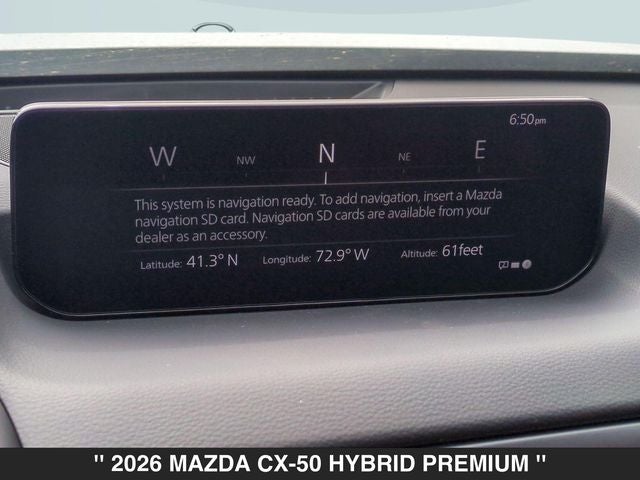 6:50pm
W NW N NE E
This system is navigation ready. To add navigation, insert a Mazda
navigation SD card. Navigation SD cards are available from your
dealer as an accessory.
Latitude: 41.3° N Longitude: 72.9° W Altitude: 61feet
" 2026 MAZDA CX-50 HYBRID PREMIUM "